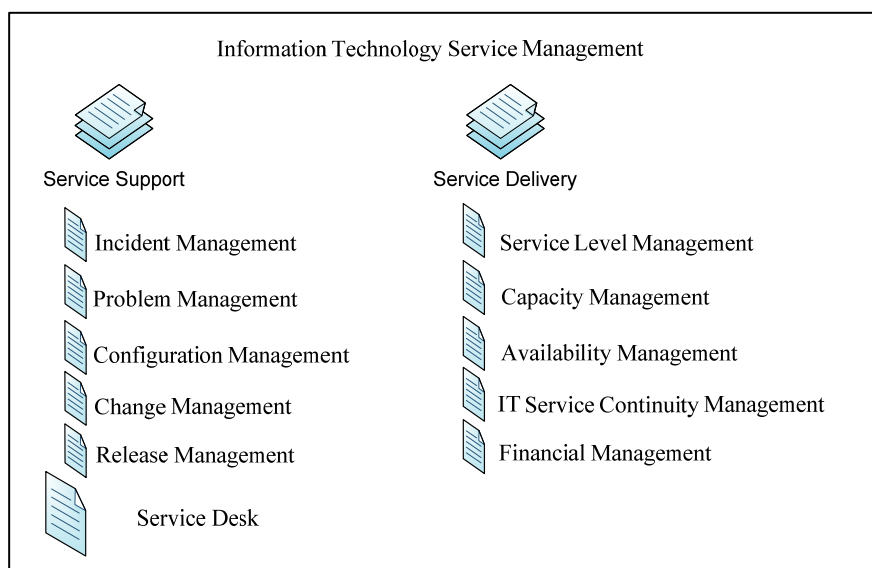 Information Technology Service Management
Service Support
Incident Management
Problem Management
Configuration Management
Change Management
Release Management
Service Desk
Service Delivery
Service Level Management
Capacity Management
Availability Management
IT Service Continuity Management
Financial Management